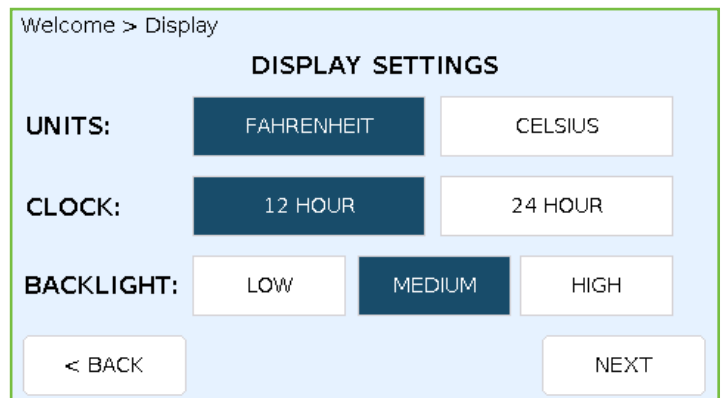 Welcome > Display
DISPLAY SETTINGS
UNITS: FAHRENHEIT CELSIUS
CLOCK: 12 HOUR 24 HOUR
BACKLIGHT: LOW MEDIUM HIGH
< BACK NEXT